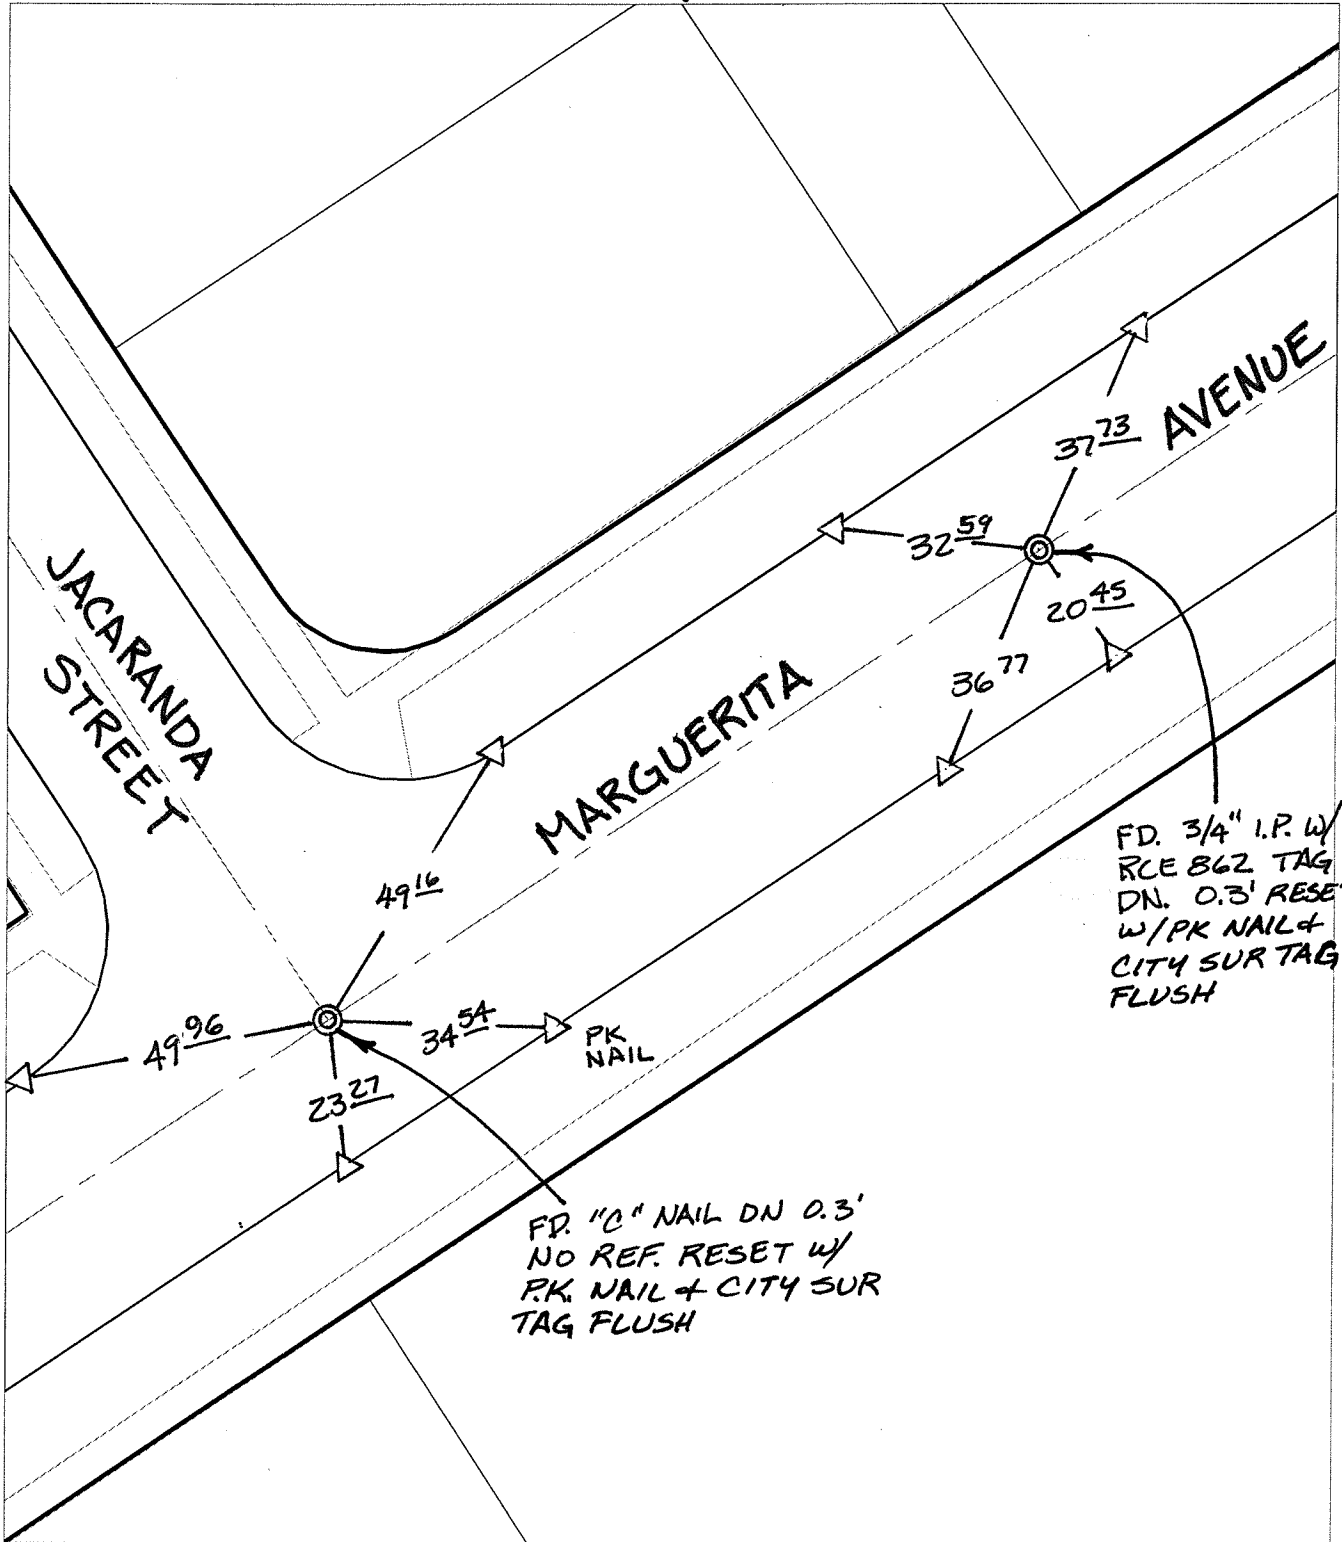 AVENUE
37 73
32 59
20 45
36 77
JACARANDA
STREET
MARGUERITA
FD. 3/4" I.P. W/
RCE 862 TAG
DN. 0.3' RESE
W/PK NAIL &
CITY SUR TAG
FLUSH
49 16
49 96
34 54
PK
NAIL
23 27
FD. "C" NAIL DN 0.3'
NO REF. RESET W/
P.K. NAIL & CITY SUR
TAG FLUSH